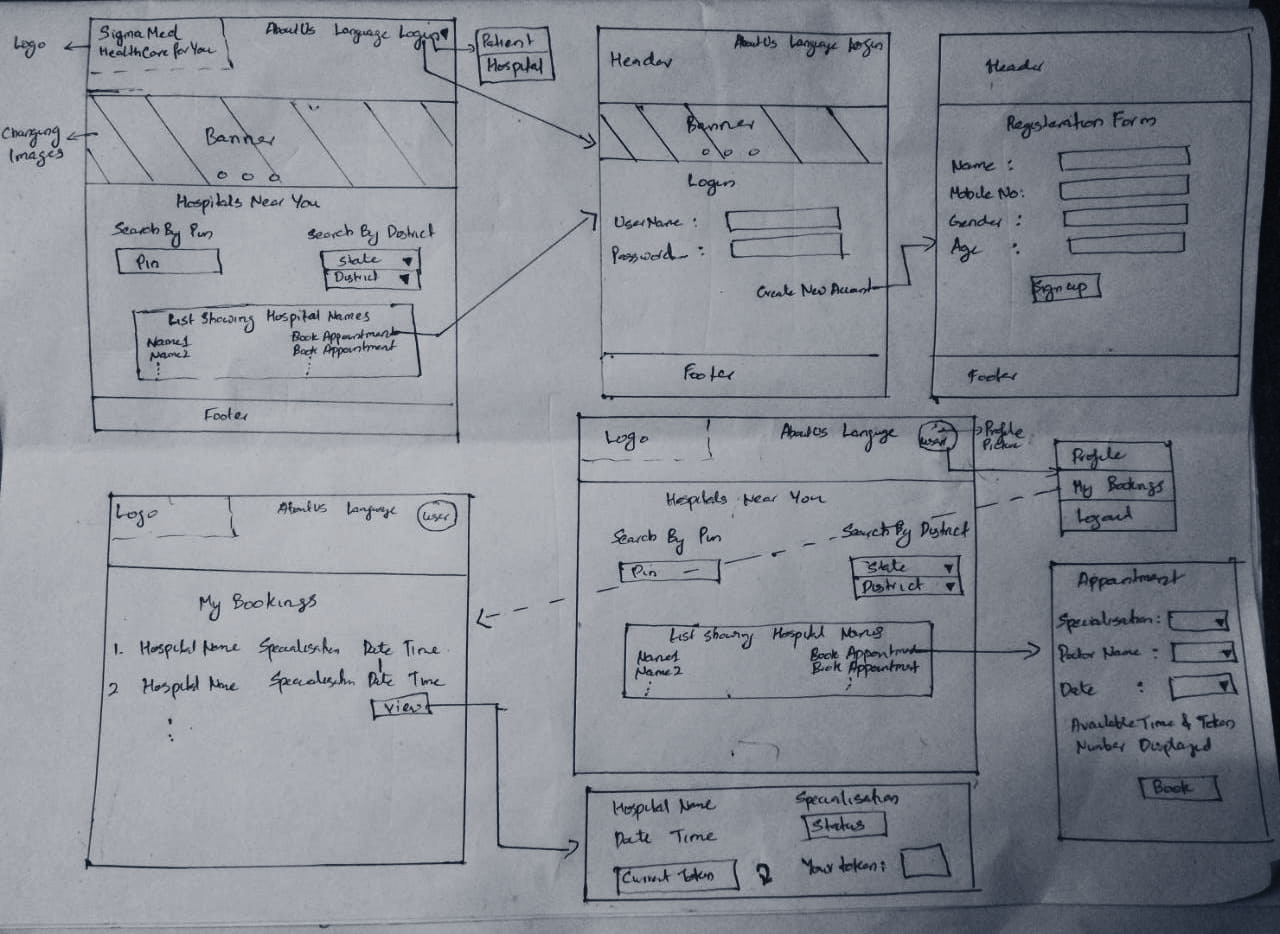 Logo
SigmaMed
HealthCare for You
About Us Language Login
Patient
Hospital
Changing
Images
Banner
Hospitals Near You
Search By Pin
Search By District
Pin
State
District
List Showing Hospital Names
Name1 Book Appointment
Name2 Book Appointment
Footer
Header
About Us Language Login
Banner
Login
UserName :
Password :
Create New Account
Footer
Header
Registeration Form
Name :
Mobile No:
Gender :
Age :
Sign up
Footer
Logo
About Us Language
User
Profile
Picture
Profile
My Bookings
Logout
Hospitals Near You
Search By Pin
Search By District
Pin
State
District
List Showing Hospital Names
Name1 Book Appointment
Name2 Book Appointment
Logo
About Us Language
User
My Bookings
1. Hospital Name Specialisation Date Time
2 Hospital Name Specialisation Date Time
View
Appointment
Specialisation:
Doctor Name :
Date :
Available Time & Token
Number Displayed
Book
Hospital Name Specialisation
Date Time Status
Current Token Your token: